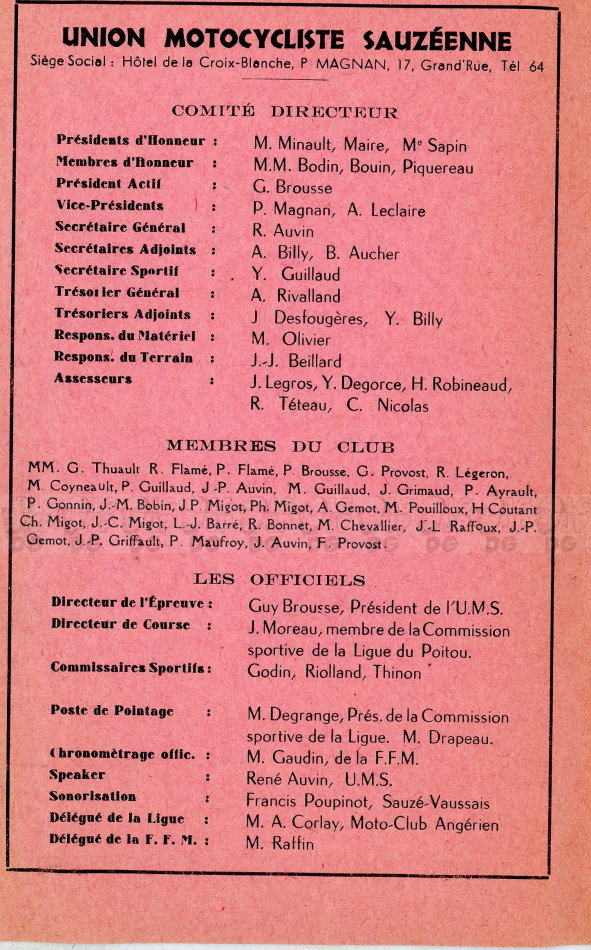 UNION MOTOCYCLISTE SAUZÉENNE
Siège Social : Hôtel de la Croix-Blanche, P MAGNAN, 17, Grand'Rue, Tél. 64
COMITÉ DIRECTEUR
Présidents d'Honneur : M. Minault, Maire, Me Sapin
Membres d'Honneur : M.M. Bodin, Bouin, Piquereau
Président Actif : G. Brousse
Vice-Présidents : P. Magnan, A. Leclaire
Secrétaire Général : R. Auvin
Secrétaires Adjoints : A. Billy, B. Aucher
Secrétaire Sportif : Y. Guillaud
Trésorier Général : A. Rivalland
Trésoriers Adjoints : J Desfougères, Y. Billy
Respons. du Matériel : M. Olivier
Respons. du Terrain : J.-J. Beillard
Assesseurs : J. Legros, Y. Degorce, H. Robineaud,
R. Téteau, C. Nicolas
MEMBRES DU CLUB
MM. G. Thuault R. Flamé, P. Flamé, P. Brousse, G. Provost, R. Légeron,
M. Coyneault, P. Guillaud, J-P. Auvin, M. Guillaud, J. Grimaud, P. Ayrault,
P. Gonnin, J.-M. Bobin, J.P. Migot, Ph. Migot, A. Gemot, M. Pouilloux, H Coutant
Ch. Migot, J.-C. Migot, L.-J. Barré, R. Bonnet, M. Chevallier, J-L Raffoux, J.-P.
Gemot, J.-P. Griffault, P. Maufroy, J. Auvin, F. Provost.
LES OFFICIELS
Directeur de l'Épreuve : Guy Brousse, Président de l'U.M.S.
Directeur de Course : J. Moreau, membre de la Commission
sportive de la Ligue du Poitou.
Commissaires Sportifs : Godin, Riolland, Thinon
Poste de Pointage : M. Degrange, Prés. de la Commission
sportive de la Ligue. M. Drapeau.
Chronomètrage offic. : M. Gaudin, de la F.F.M.
Speaker : René Auvin, U.M.S.
Sonorisation : Francis Poupinot, Sauzé-Vaussais
Délégué de la Ligue : M. A. Corlay, Moto-Club Angérien
Délégué de la F. F. M. : M. Raffin